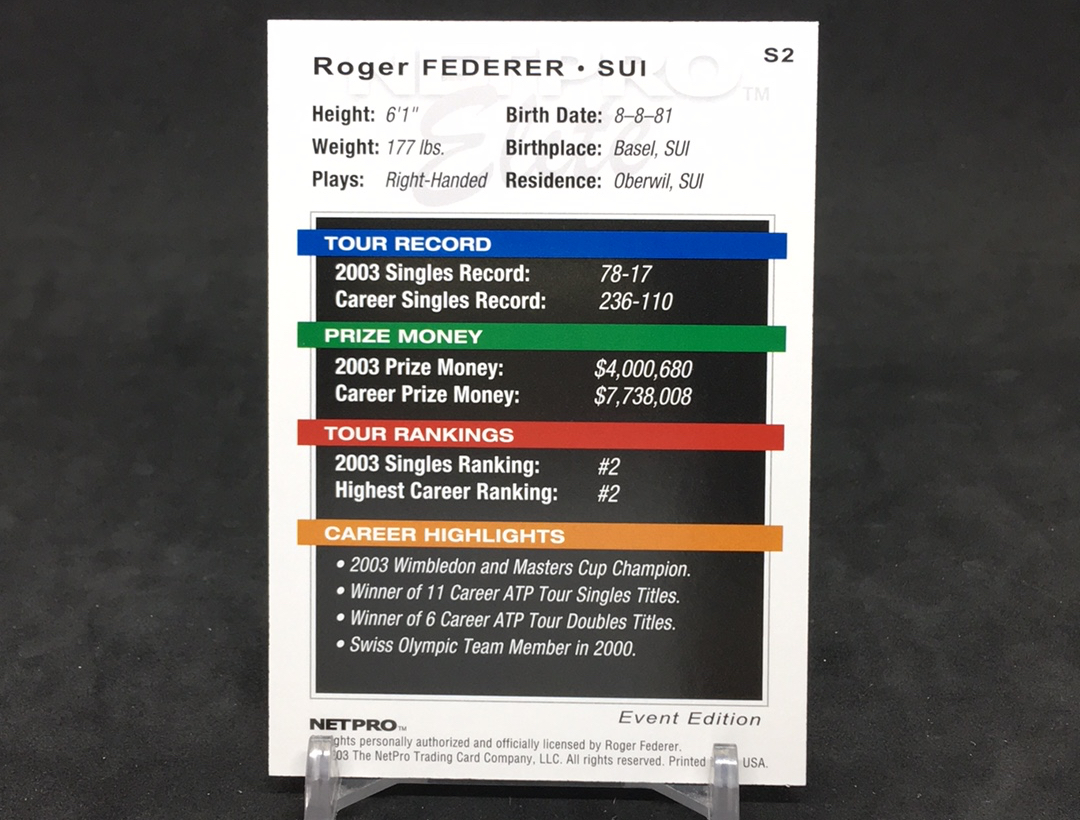 S2
NETPRO TM
Elite
Roger FEDERER • SUI
Height: 6'1" Birth Date: 8–8–81
Weight: 177 lbs. Birthplace: Basel, SUI
Plays: Right-Handed Residence: Oberwil, SUI
TOUR RECORD
2003 Singles Record: 78-17
Career Singles Record: 236-110
PRIZE MONEY
2003 Prize Money: $4,000,680
Career Prize Money: $7,738,008
TOUR RANKINGS
2003 Singles Ranking: #2
Highest Career Ranking: #2
CAREER HIGHLIGHTS
• 2003 Wimbledon and Masters Cup Champion.
• Winner of 11 Career ATP Tour Singles Titles.
• Winner of 6 Career ATP Tour Doubles Titles.
• Swiss Olympic Team Member in 2000.
Event Edition
NETPRO TM
personally authorized and officially licensed by Roger Federer.
The NetPro Trading Card Company, LLC. All rights reserved. Printed USA.